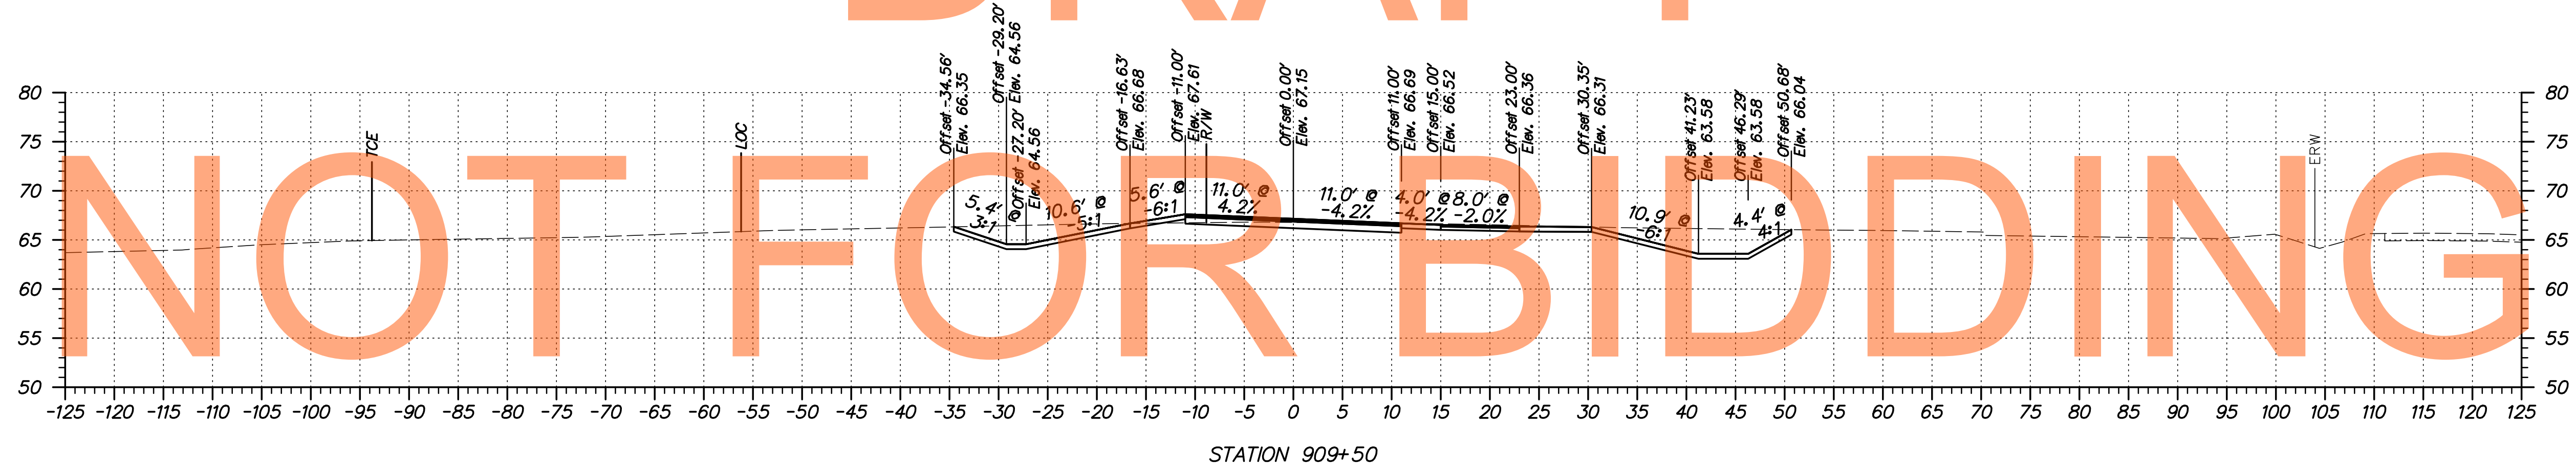 DRAFT
NOT FOR BIDDING
Offset -34.56'
Elev. 66.35
Offset -29.20'
Elev. 64.56
Offset -27.20'
Elev. 64.56
Offset -16.63'
Elev. 66.68
Offset -11.00'
Elev. 67.61
R/W
Offset 0.00'
Elev. 67.15
Offset 11.00'
Elev. 66.69
Offset 15.00'
Elev. 66.52
Offset 23.00'
Elev. 66.36
Offset 30.35'
Elev. 66.31
Offset 41.23'
Elev. 63.58
Offset 46.29'
Elev. 63.58
Offset 50.68'
Elev. 66.04
TCE
LOC
ERW
5.4' @
-3:1
10.6' @
-5:1
5.6' @
-6:1
11.0' @
4.2%
11.0' @
-4.2%
4.0' @
-4.2%
8.0' @
-2.0%
10.9' @
-6:1
4.4' @
4:1
80 80
75 75
70 70
65 65
60 60
55 55
50 50
-125 -120 -115 -110 -105 -100 -95 -90 -85 -80 -75 -70 -65 -60 -55 -50 -45 -40 -35 -30 -25 -20 -15 -10 -5 0 5 10 15 20 25 30 35 40 45 50 55 60 65 70 75 80 85 90 95 100 105 110 115 120 125
STATION 909+50